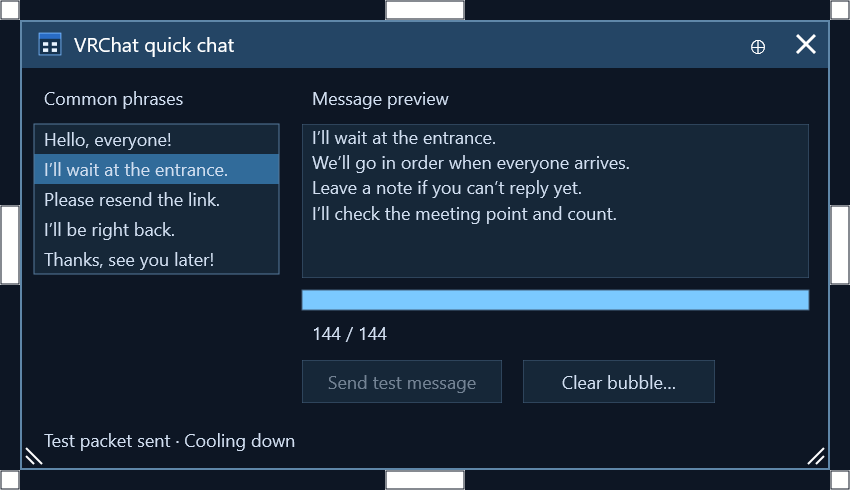 VRChat quick chat
Common phrases
Hello, everyone!
I’ll wait at the entrance.
Please resend the link.
I’ll be right back.
Thanks, see you later!
Message preview
I’ll wait at the entrance.
We’ll go in order when everyone arrives.
Leave a note if you can’t reply yet.
I’ll check the meeting point and count.
144 / 144
Send test message
Clear bubble...
Test packet sent · Cooling down